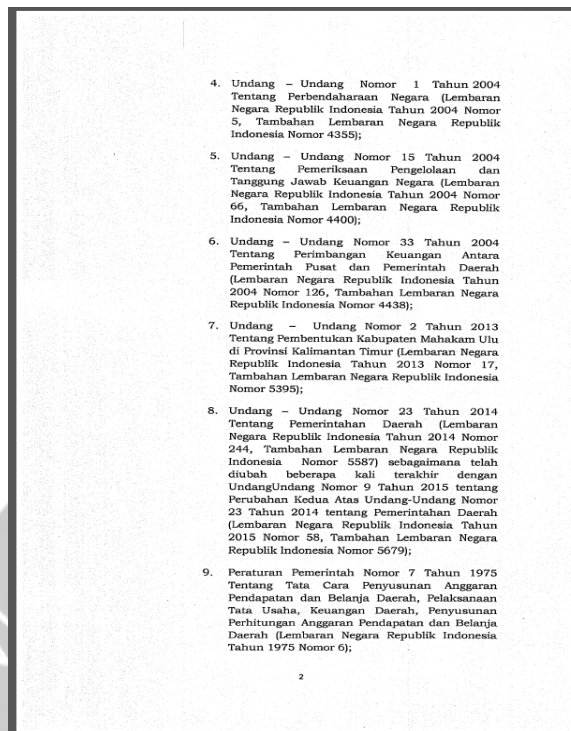 4. Undang – Undang Nomor 1 Tahun 2004
Tentang Perbendaharaan Negara (Lembaran
Negara Republik Indonesia Tahun 2004 Nomor
5, Tambahan Lembaran Negara Republik
Indonesia Nomor 4355);
5. Undang – Undang Nomor 15 Tahun 2004
Tentang Pemeriksaan Pengelolaan dan
Tanggung Jawab Keuangan Negara (Lembaran
Negara Republik Indonesia Tahun 2004 Nomor
66, Tambahan Lembaran Negara Republik
Indonesia Nomor 4400);
6. Undang – Undang Nomor 33 Tahun 2004
Tentang Perimbangan Keuangan Antara
Pemerintah Pusat dan Pemerintah Daerah
(Lembaran Negara Republik Indonesia Tahun
2004 Nomor 126, Tambahan Lembaran Negara
Republik Indonesia Nomor 4438);
7. Undang – Undang Nomor 2 Tahun 2013
Tentang Pembentukan Kabupaten Mahakam Ulu
di Provinsi Kalimantan Timur (Lembaran Negara
Republik Indonesia Tahun 2013 Nomor 17,
Tambahan Lembaran Negara Republik Indonesia
Nomor 5395);
8. Undang – Undang Nomor 23 Tahun 2014
Tentang Pemerintahan Daerah (Lembaran
Negara Republik Indonesia Tahun 2014 Nomor
244, Tambahan Lembaran Negara Republik
Indonesia Nomor 5587) sebagaimana telah
diubah beberapa kali terakhir dengan
UndangUndang Nomor 9 Tahun 2015 tentang
Perubahan Kedua Atas Undang-Undang Nomor
23 Tahun 2014 tentang Pemerintahan Daerah
(Lembaran Negara Republik Indonesia Tahun
2015 Nomor 58, Tambahan Lembaran Negara
Republik Indonesia Nomor 5679);
9. Peraturan Pemerintah Nomor 7 Tahun 1975
Tentang Tata Cara Penyusunan Anggaran
Pendapatan dan Belanja Daerah, Pelaksanaan
Tata Usaha, Keuangan Daerah, Penyusunan
Perhitungan Anggaran Pendapatan dan Belanja
Daerah (Lembaran Negara Republik Indonesia
Tahun 1975 Nomor 6);
2